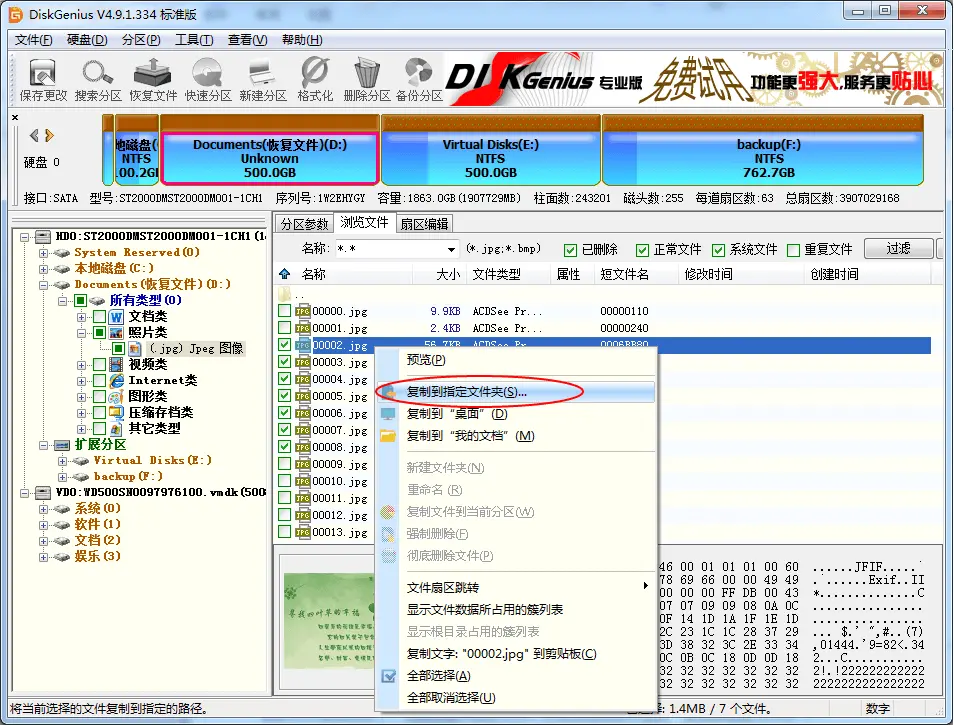 DiskGenius V4.9.1.334 标准版
文件(F) 硬盘(D) 分区(P) 工具(T) 查看(V) 帮助(H)
保存更改 搜索分区 恢复文件 快速分区 新建分区 格式化 删除分区 备份分区
DISKGenius 专业版 免费试用 功能更强大,服务更贴心
硬盘 0
地磁盘( NTFS 00.2GB
Documents(恢复文件)(D:) Unknown 500.0GB
Virtual Disks(E:) NTFS 500.0GB
backup(F:) NTFS 762.7GB
接口:SATA 型号:ST2000DMST2000DM001-1CH1 序列号:1W2EHYGY 容量:1863.0GB(1907729MB) 柱面数:243201 磁头数:255 每道扇区数:63 总扇区数:3907029168
HD0:ST2000DMST2000DM001-1CH1(1
System Reserved(0)
本地磁盘(C:)
Documents(恢复文件)(D:)
所有类型(0)
文档类
照片类
(.jpg) Jpeg 图像
视频类
Internet类
图形类
压缩存档类
其它类型
扩展分区
Virtual Disks(E:)
backup(F:)
VD0:WD500SN0097976100.vmdk(500
系统(0)
软件(1)
文档(2)
娱乐(3)
分区参数 浏览文件 扇区编辑
名称: *.* (*.jpg;*.bmp) 已删除 正常文件 系统文件 重复文件 过滤
名称 大小 文件类型 属性 短文件名 修改时间 创建时间
..
00000.jpg 9.9KB ACDSee Pr... 00000110
00001.jpg 2.4KB ACDSee Pr... 00000240
00002.jpg 56.7KB ACDSee Pr... 0006BB80
00003.jpg
00004.jpg
00005.jpg
00006.jpg
00007.jpg
00008.jpg
00009.jpg
00010.jpg
00011.jpg
00012.jpg
00013.jpg
预览(P)
复制到指定文件夹(S)...
复制到 "桌面" (D)
复制到 "我的文档" (M)
新建文件夹(N)
重命名 (R)
复制文件到当前分区(W)
强制删除(F)
彻底删除文件(P)
文件扇区跳转
显示文件数据所占用的簇列表
显示根目录占用的簇列表
复制文字: "00002.jpg" 到剪贴板(C)
全部选择(A)
全部取消选择(U)
寻找四叶草的幸福
46 00 01 01 01 00 60 ......JFIF.....`
78 69 66 00 00 49 49 .`......Exif..II
00 00 00 FF DB 00 43 *..............C
07 07 09 09 08 0A 0C ................
0F 14 1D 1A 1F 1E 1D ................
2C 23 1C 1C 28 37 29 ... $.' ",#..(7)
3D 38 32 3C 2E 33 34 ,01444.'9=82<.34
0C 0B 0C 18 0D 0D 18 2...C...........
32 32 32 32 32 32 32 2!.!222222222222
32 32 32 32 32 32 32 2222222222222222
将当前选择的文件复制到指定的路径。 1.4MB / 7 个文件。 数字